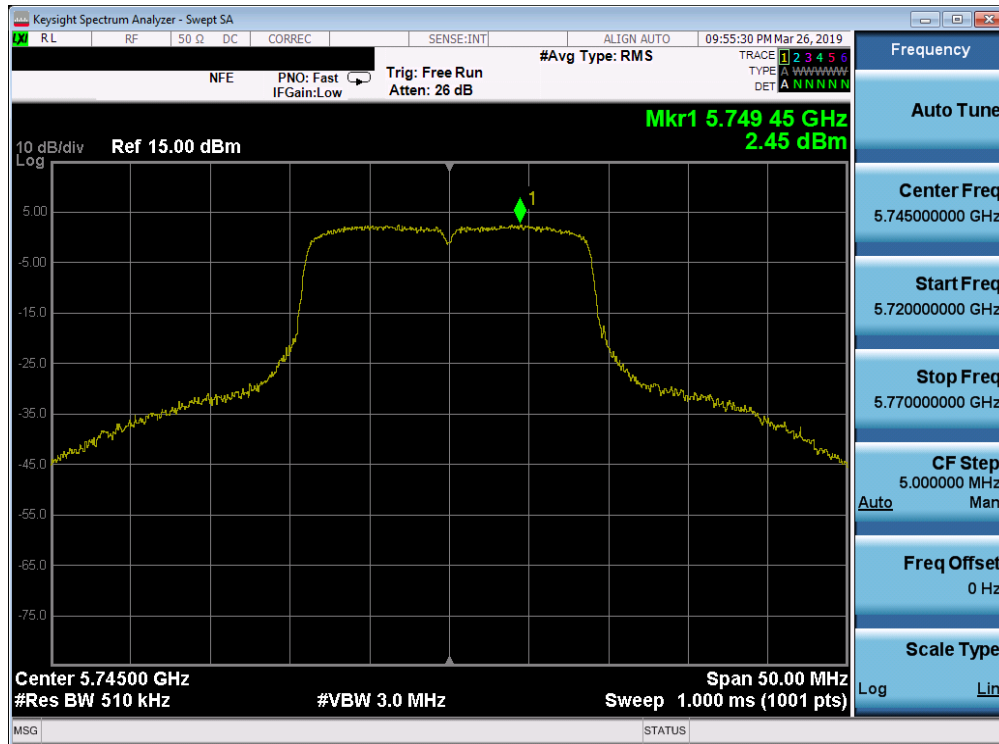 Keysight Spectrum Analyzer - Swept SA
LXI RL RF 50 Ω DC CORREC SENSE:INT ALIGN AUTO 09:55:30 PM Mar 26, 2019
#Avg Type: RMS
TRACE 1 2 3 4 5 6
TYPE A WWWWW
DET A N N N N N
NFE PNO: Fast Trig: Free Run
IFGain:Low Atten: 26 dB
Mkr1 5.749 45 GHz
2.45 dBm
10 dB/div Ref 15.00 dBm
Log
1
5.00
-5.00
-15.0
-25.0
-35.0
-45.0
-55.0
-65.0
-75.0
Center 5.74500 GHz Span 50.00 MHz
#Res BW 510 kHz #VBW 3.0 MHz Sweep 1.000 ms (1001 pts)
MSG STATUS
Frequency
Auto Tune
Center Freq
5.745000000 GHz
Start Freq
5.720000000 GHz
Stop Freq
5.770000000 GHz
CF Step
5.000000 MHz
Auto Man
Freq Offset
0 Hz
Scale Type
Log Lin